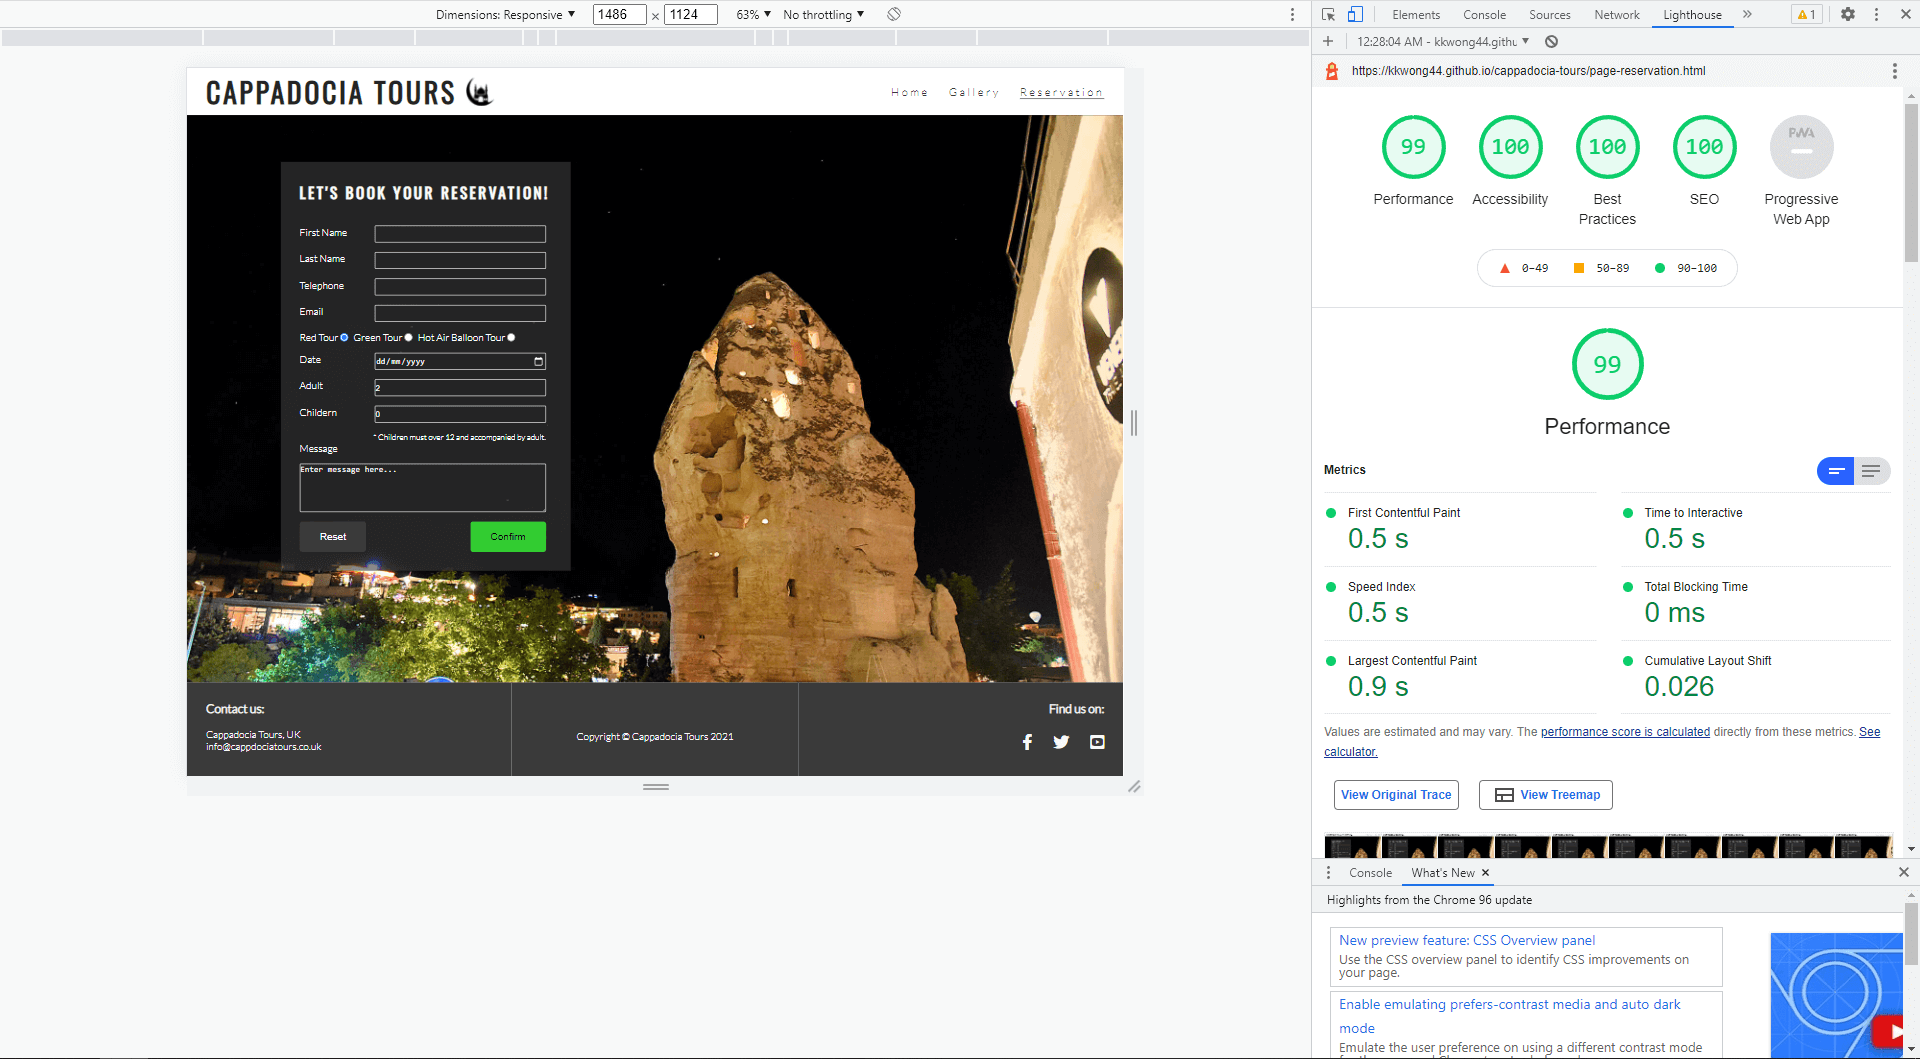 Dimensions: Responsive ▼ 1486 × 1124 63% ▼ No throttling ▼
Elements Console Sources Network Lighthouse » 1
12:28:04 AM - kkwong44.githu ▼
https://kkwong44.github.io/cappadocia-tours/page-reservation.html
CAPPADOCIA TOURS
Home Gallery Reservation
LET'S BOOK YOUR RESERVATION!
First Name
Last Name
Telephone
Email
Red Tour Green Tour Hot Air Balloon Tour
Date dd/mm/yyyy
Adult 2
Childern 0
* Children must over 12 and accompanied by adult.
Message
Enter message here...
Reset Confirm
Contact us:
Cappadocia Tours, UK
info@cappdociatours.co.uk
Copyright © Cappadocia Tours 2021
Find us on:
99 100 100 100 PWA
Performance Accessibility Best Practices SEO Progressive Web App
0–49 50–89 90–100
99
Performance
Metrics
First Contentful Paint
0.5 s
Time to Interactive
0.5 s
Speed Index
0.5 s
Total Blocking Time
0 ms
Largest Contentful Paint
0.9 s
Cumulative Layout Shift
0.026
Values are estimated and may vary. The performance score is calculated directly from these metrics. See
calculator.
View Original Trace View Treemap
Console What's New ×
Highlights from the Chrome 96 update
New preview feature: CSS Overview panel
Use the CSS overview panel to identify CSS improvements on
your page.
Enable emulating prefers-contrast media and auto dark
mode
Emulate the user preference on using a different contrast mode